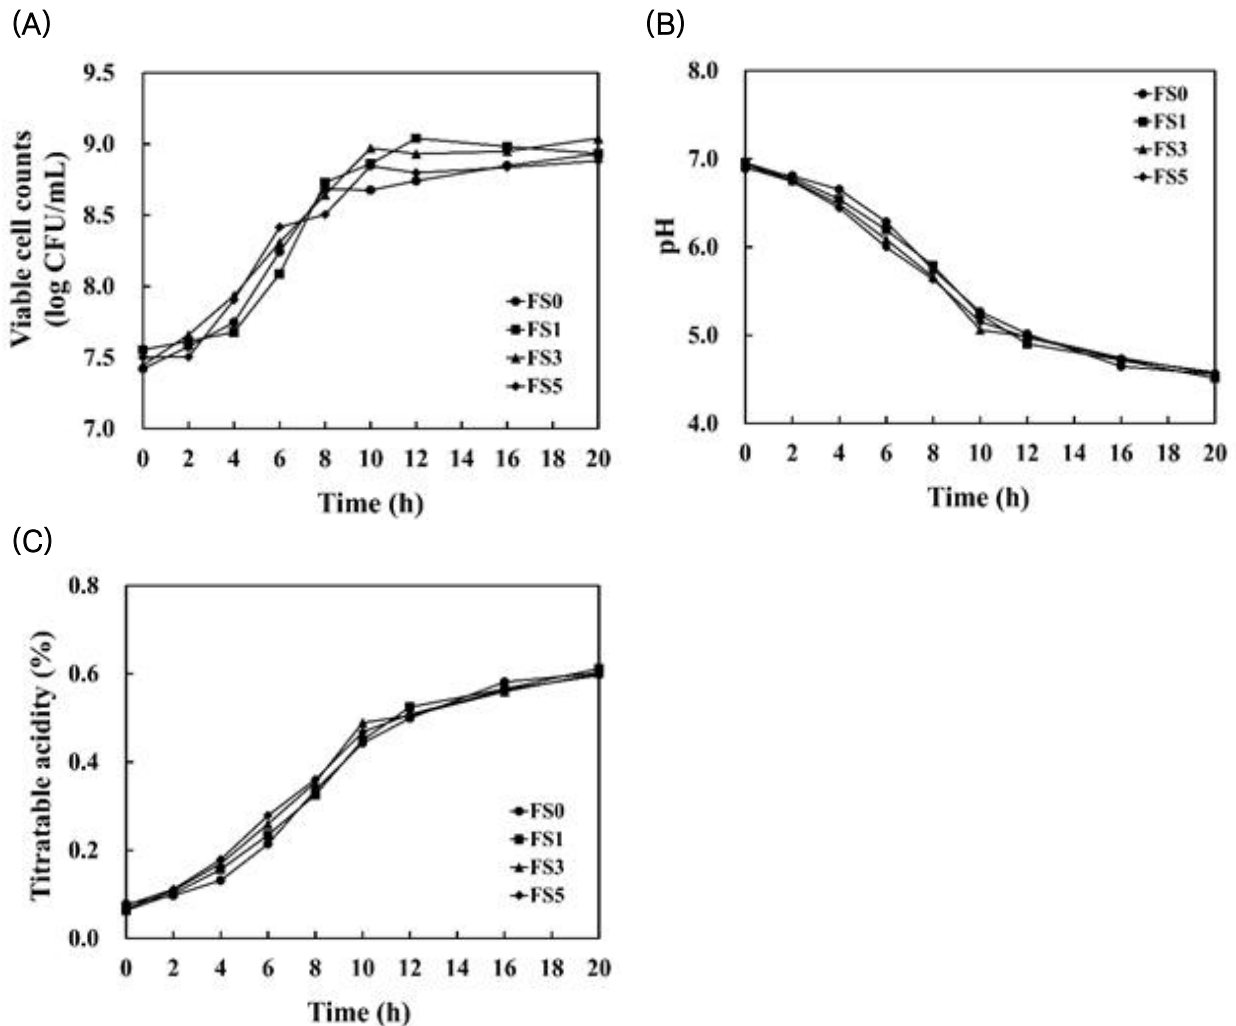 (A)
9.5
9.0
8.5
8.0
7.5
7.0
Viable cell counts
(log CFU/mL)
FS0
FS1
FS3
FS5
0 2 4 6 8 10 12 14 16 18 20
Time (h)
(B)
8.0
7.0
6.0
5.0
4.0
pH
FS0
FS1
FS3
FS5
0 2 4 6 8 10 12 14 16 18 20
Time (h)
(C)
0.8
0.6
0.4
0.2
0.0
Titratable acidity (%)
FS0
FS1
FS3
FS5
0 2 4 6 8 10 12 14 16 18 20
Time (h)